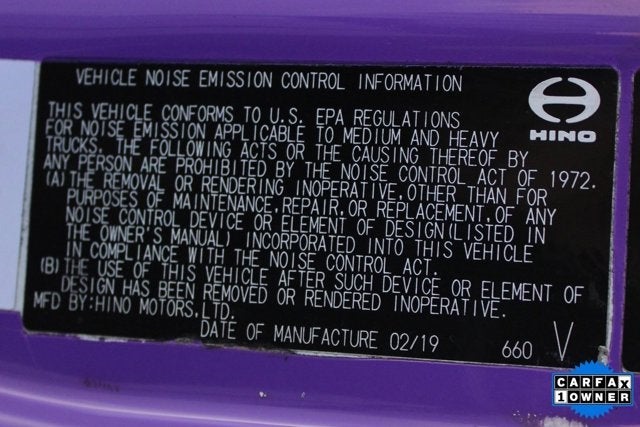 VEHICLE NOISE EMISSION CONTROL INFORMATION
HINO
THIS VEHICLE CONFORMS TO U.S. EPA REGULATIONS
FOR NOISE EMISSION APPLICABLE TO MEDIUM AND HEAVY
TRUCKS. THE FOLLOWING ACTS OR THE CAUSING THEREOF BY
ANY PERSON ARE PROHIBITED BY THE NOISE CONTROL ACT OF 1972.
(A) THE REMOVAL OR RENDERING INOPERATIVE, OTHER THAN FOR
PURPOSES OF MAINTENANCE, REPAIR, OR REPLACEMENT, OF ANY
NOISE CONTROL DEVICE OR ELEMENT OF DESIGN(LISTED IN
THE OWNER'S MANUAL) INCORPORATED INTO THIS VEHICLE
IN COMPLIANCE WITH THE NOISE CONTROL ACT.
(B) THE USE OF THIS VEHICLE AFTER SUCH DEVICE OR ELEMENT OF
DESIGN HAS BEEN REMOVED OR RENDERED INOPERATIVE.
MFD BY:HINO MOTORS,LTD.
DATE OF MANUFACTURE 02/19 660 V
CARFAX
1 OWNER